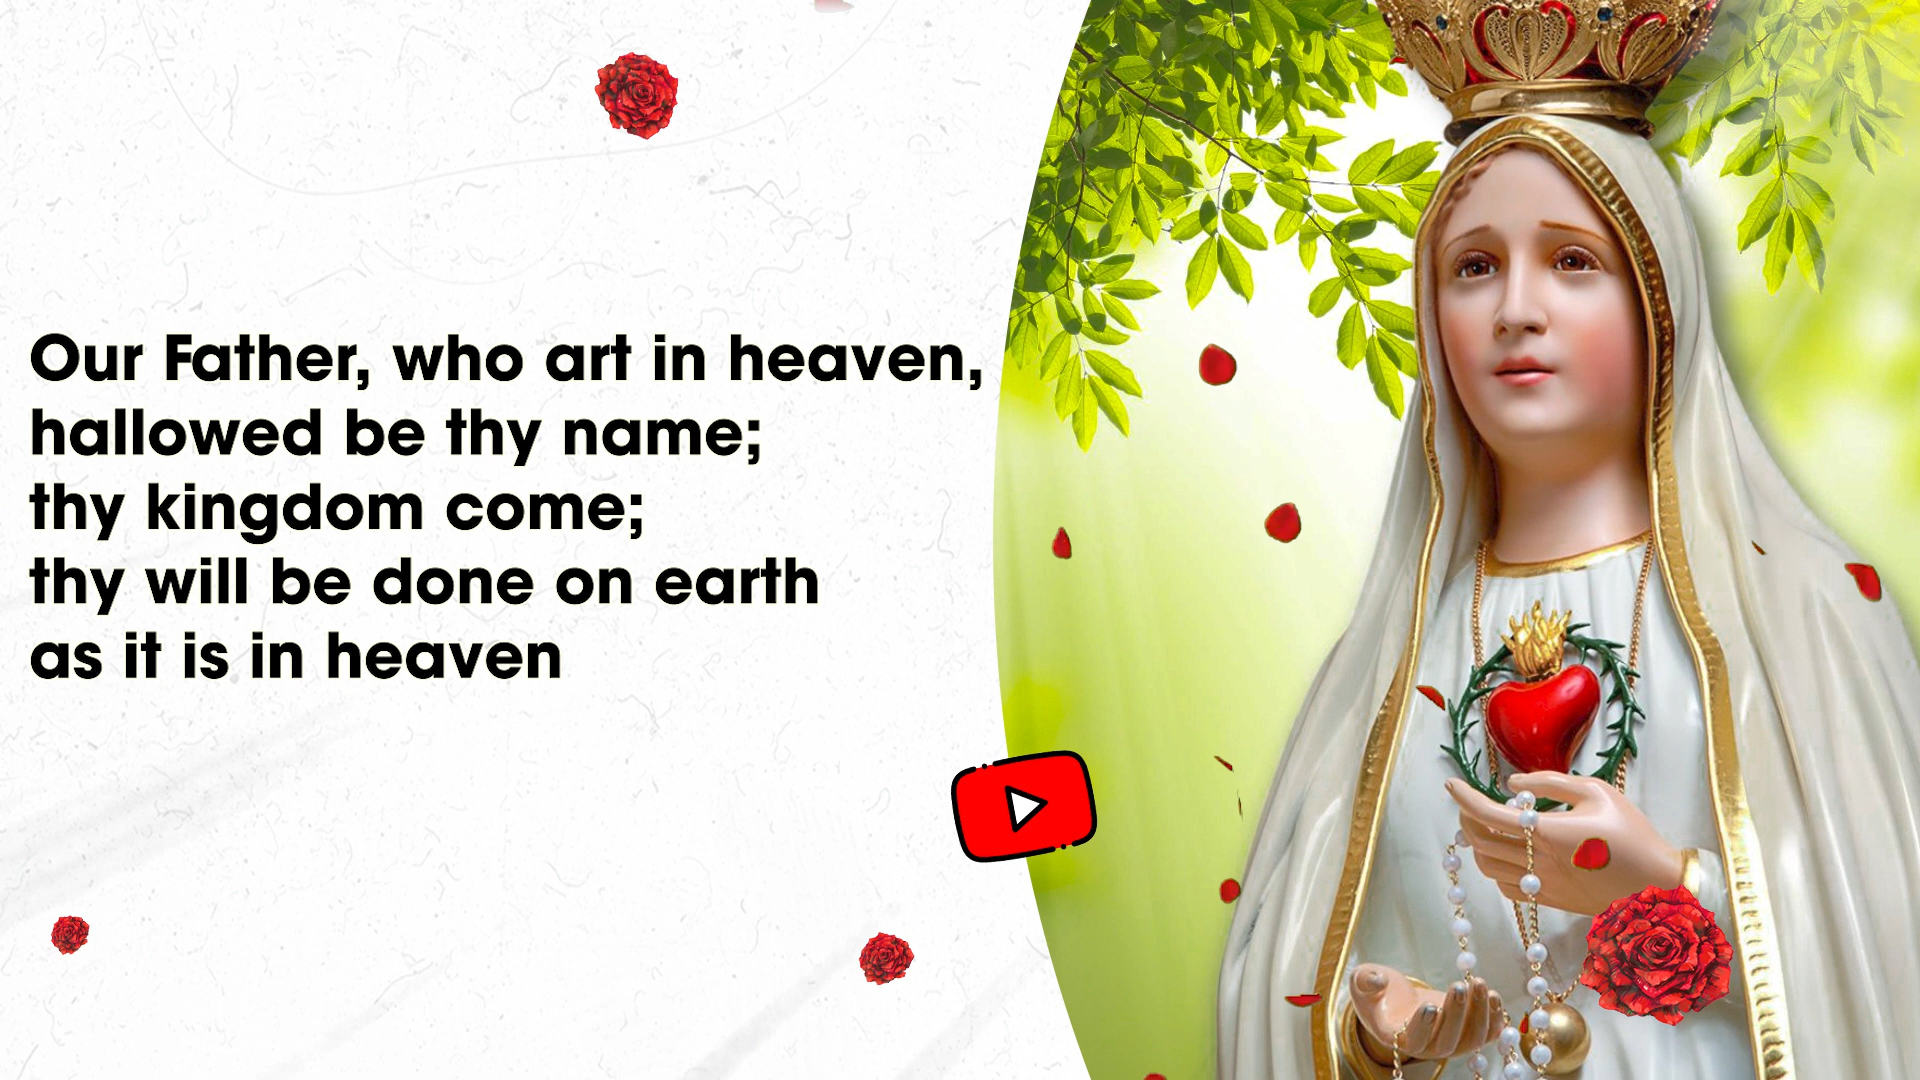 Our Father, who art in heaven,
hallowed be thy name;
thy kingdom come;
thy will be done on earth
as it is in heaven